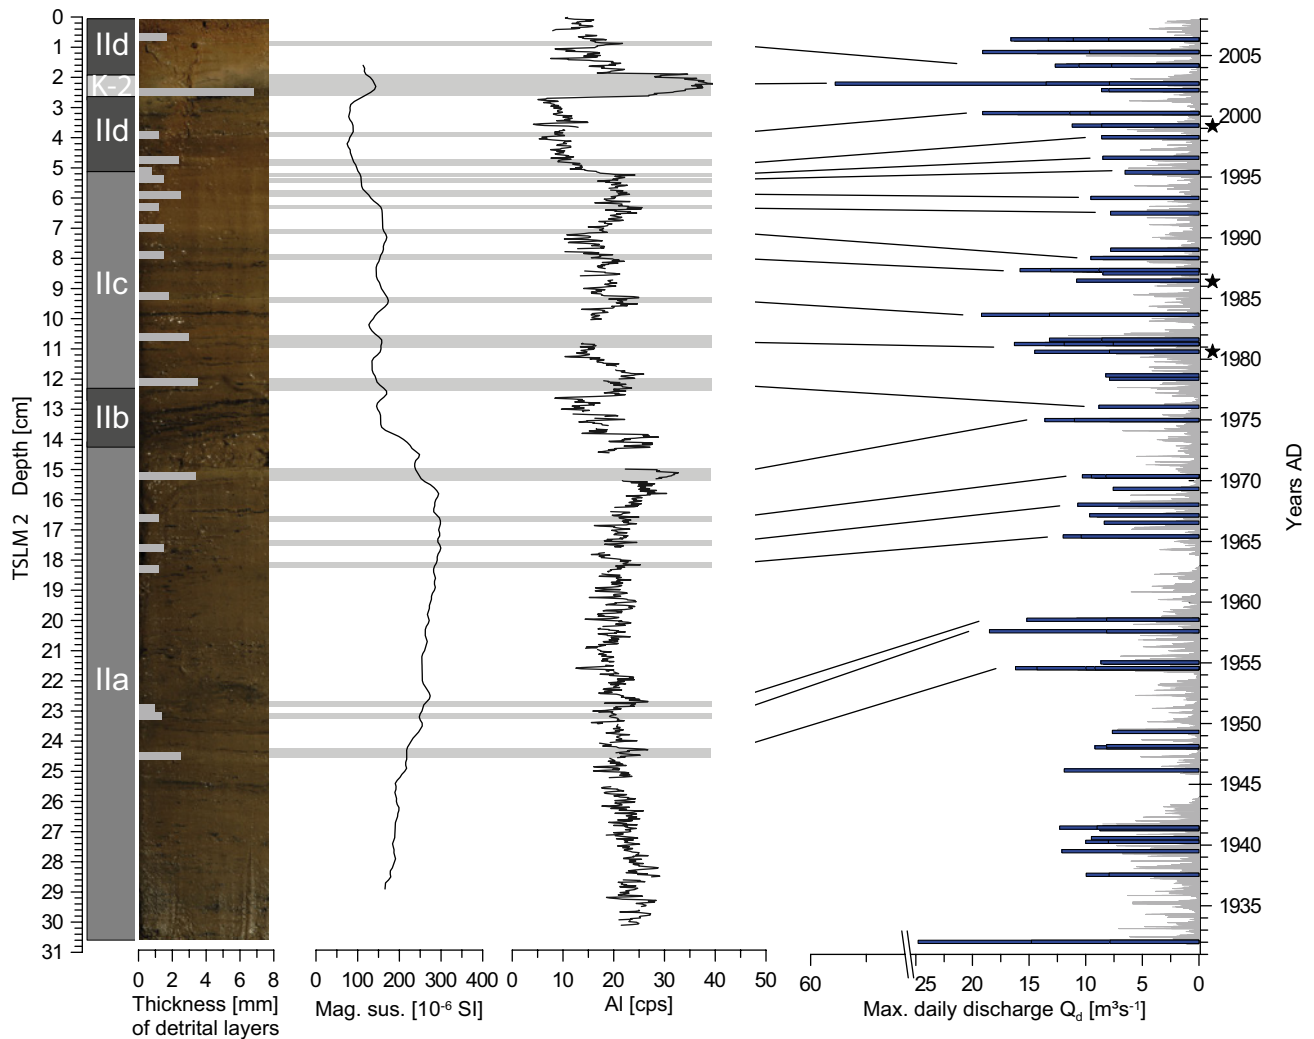 TSLM 2 Depth [cm]
0
1
2
3
4
5
6
7
8
9
10
11
12
13
14
15
16
17
18
19
20
21
22
23
24
25
26
27
28
29
30
31
IId
K-2
IId
IIc
IIb
IIa
0 2 4 6 8
Thickness [mm]
of detrital layers
0 100 200 300 400
Mag. sus. [10⁻⁶ SI]
0 10 20 30 40 50
Al [cps]
60 25 20 15 10 5 0
Max. daily discharge Q_d [m³s⁻¹]
2005
2000 ★
1995
1990
1985 ★
1980 ★
1975
1970
1965
1960
1955
1950
1945
1940
1935
Years AD